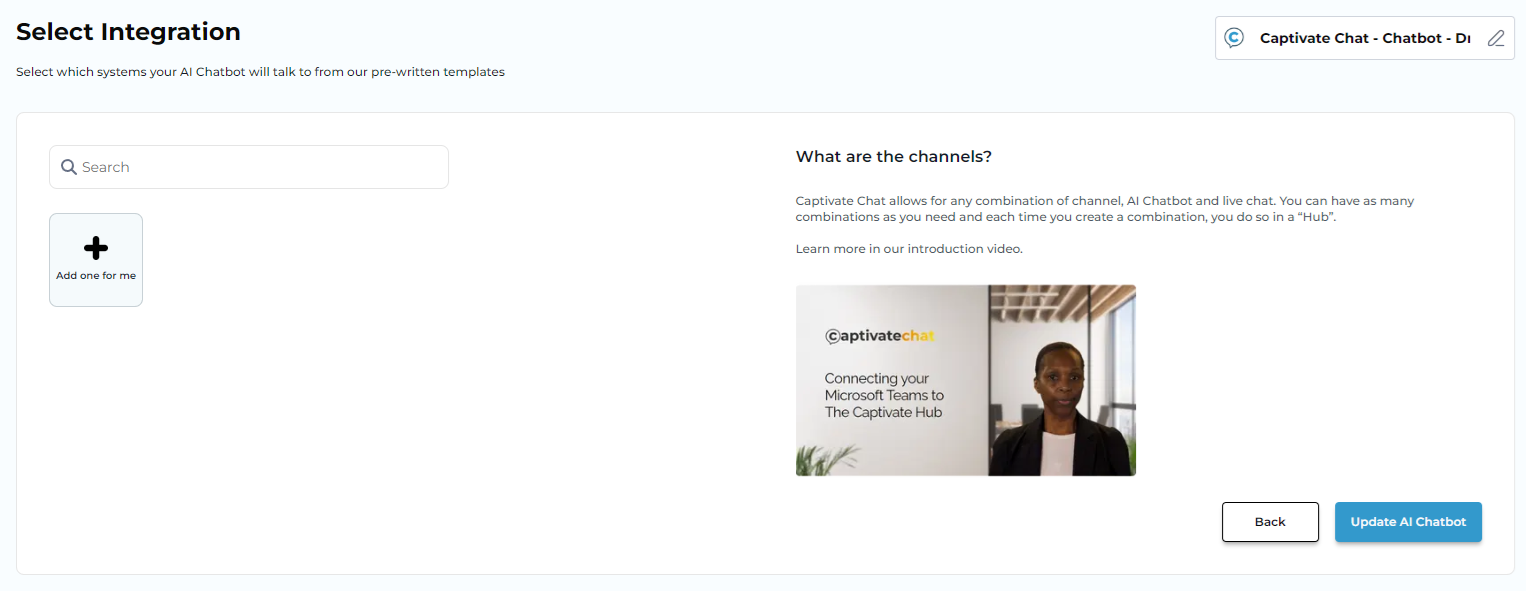 Select Integration
Captivate Chat - Chatbot -
Select which systems your AI Chatbot will talk to from our pre-written templates
Search
Add one for me
What are the channels?
Captivate Chat allows for any combination of channel, AI Chatbot and live chat. You can have as many
combinations as you need and each time you create a combination, you do so in a “Hub”.
Learn more in our introduction video.
captivatechat
Connecting your
Microsoft Teams to
The Captivate Hub
Back
Update AI Chatbot